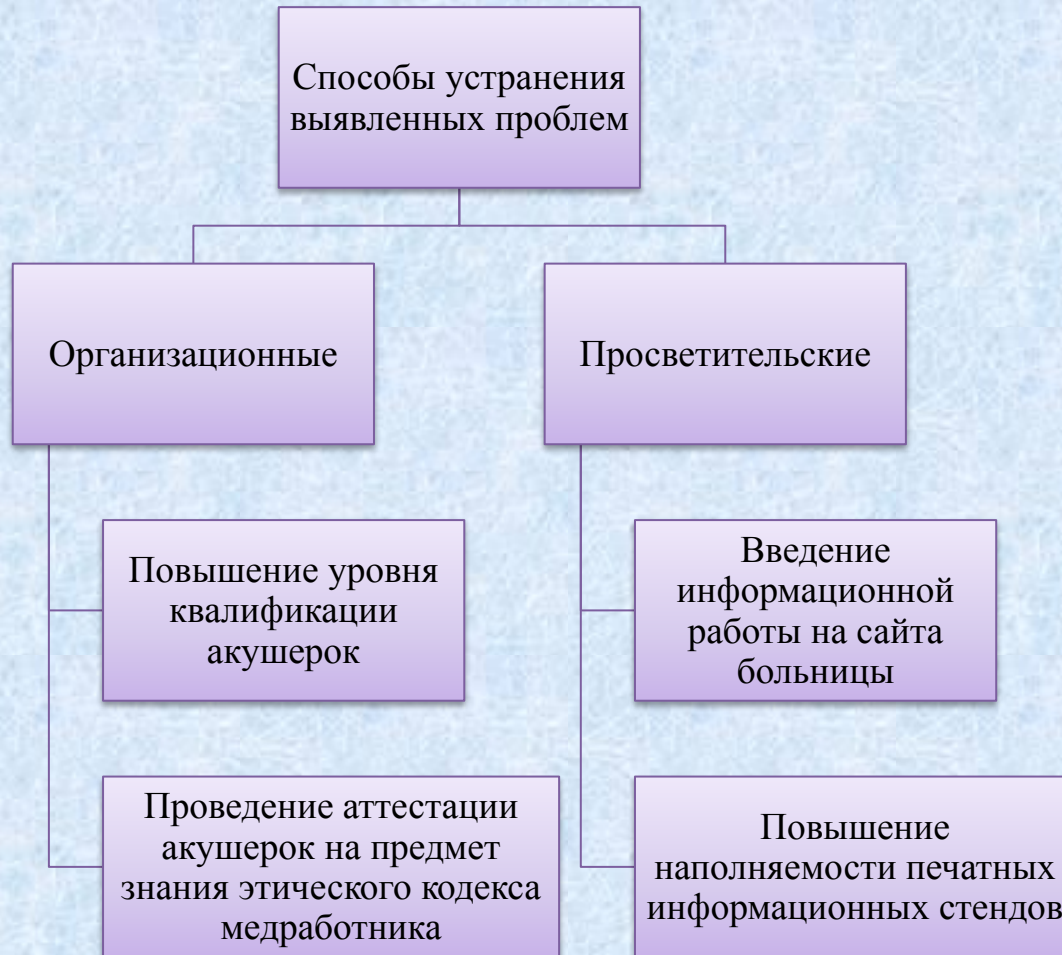 Способы устранения
выявленных проблем
Организационные
Повышение уровня
квалификации
акушерок
Проведение аттестации
акушерок на предмет
знания этического кодекса
медработника
Просветительские
Введение
информационной
работы на сайта
больницы
Повышение
наполняемости печатных
информационных стендов